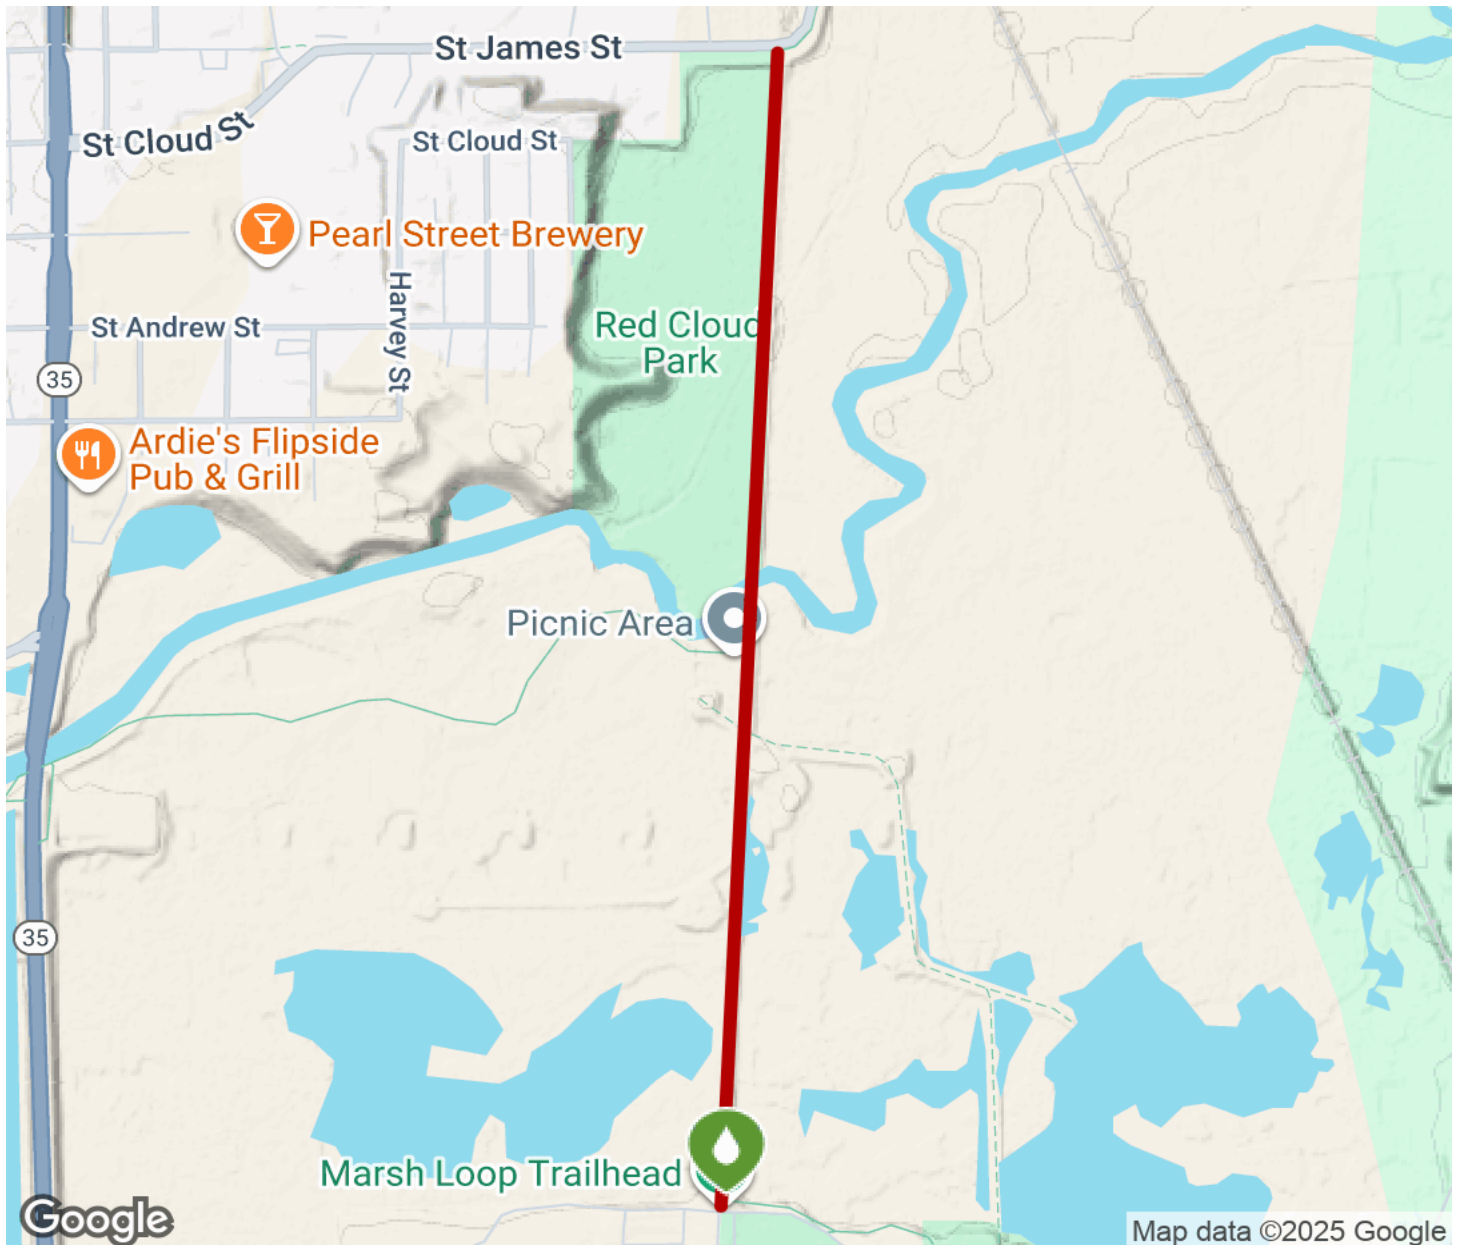 St James St
St Cloud St
St Cloud St
Pearl Street Brewery
Harvey St
St Andrew St
Red Cloud
Park
35
Ardie's Flipside
Pub & Grill
Picnic Area
35
Marsh Loop Trailhead
Google
Map data ©2025 Google